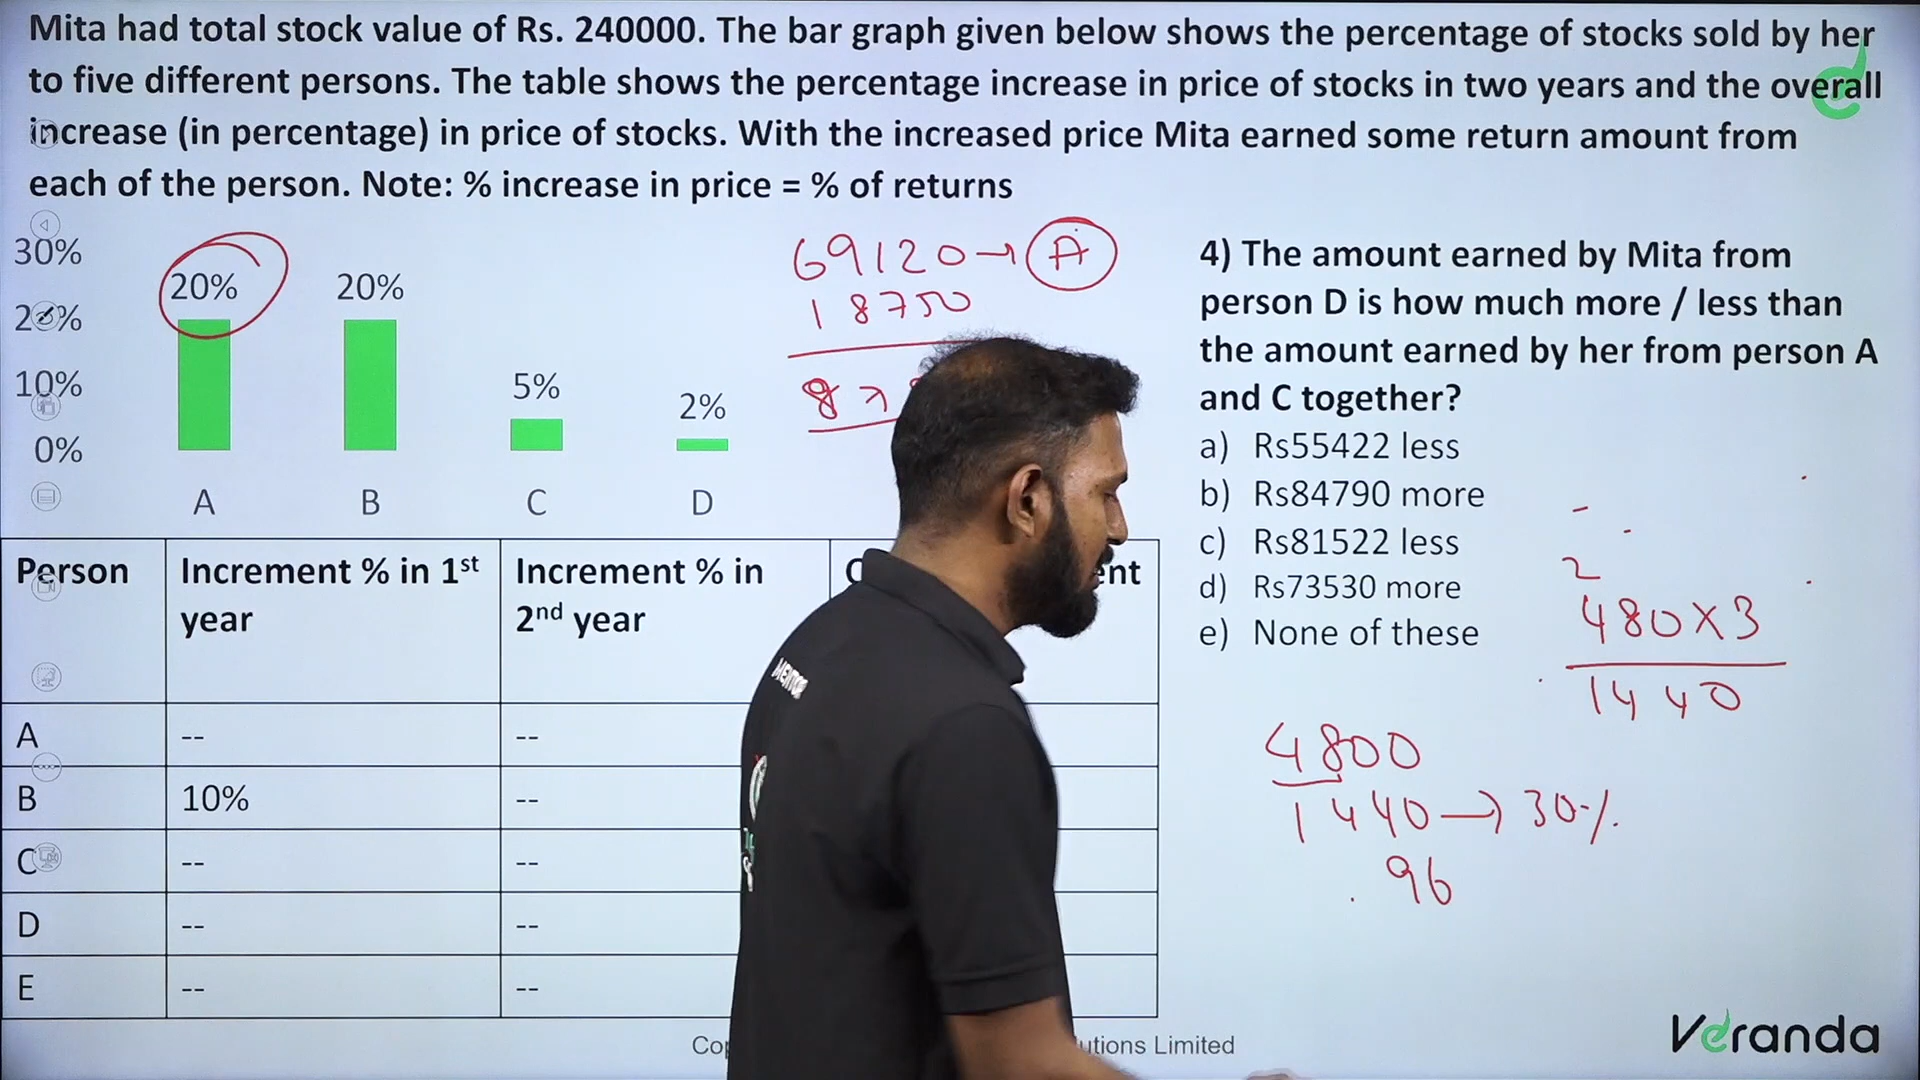 Mita had total stock value of Rs. 240000. The bar graph given below shows the percentage of stocks sold by her
to five different persons. The table shows the percentage increase in price of stocks in two years and the overall
increase (in percentage) in price of stocks. With the increased price Mita earned some return amount from
each of the person. Note: % increase in price = % of returns
30%
20%
10%
0%
20%
20%
5%
2%
A B C D
69120 → A
18750
4) The amount earned by Mita from
person D is how much more / less than
the amount earned by her from person A
and C together?
a) Rs55422 less
b) Rs84790 more
c) Rs81522 less
d) Rs73530 more
e) None of these
2
480×3
1440
4800
1440 → 30%
96
Person Increment % in 1st
year
Increment % in
2nd year
A -- --
B 10% --
C -- --
D -- --
E -- --
Limited
Veranda